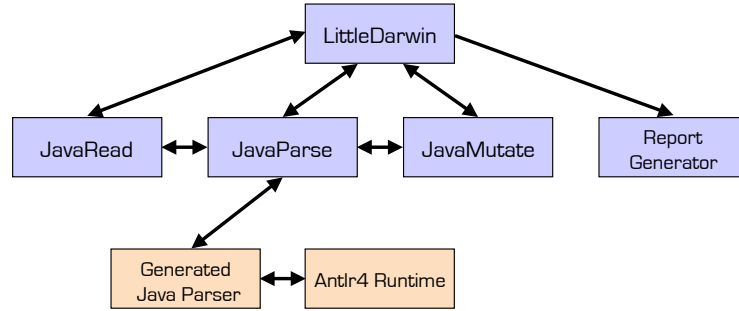 LittleDarwin
JavaRead
JavaParse
JavaMutate
Report
Generator
Generated
Java Parser
Antlr4 Runtime